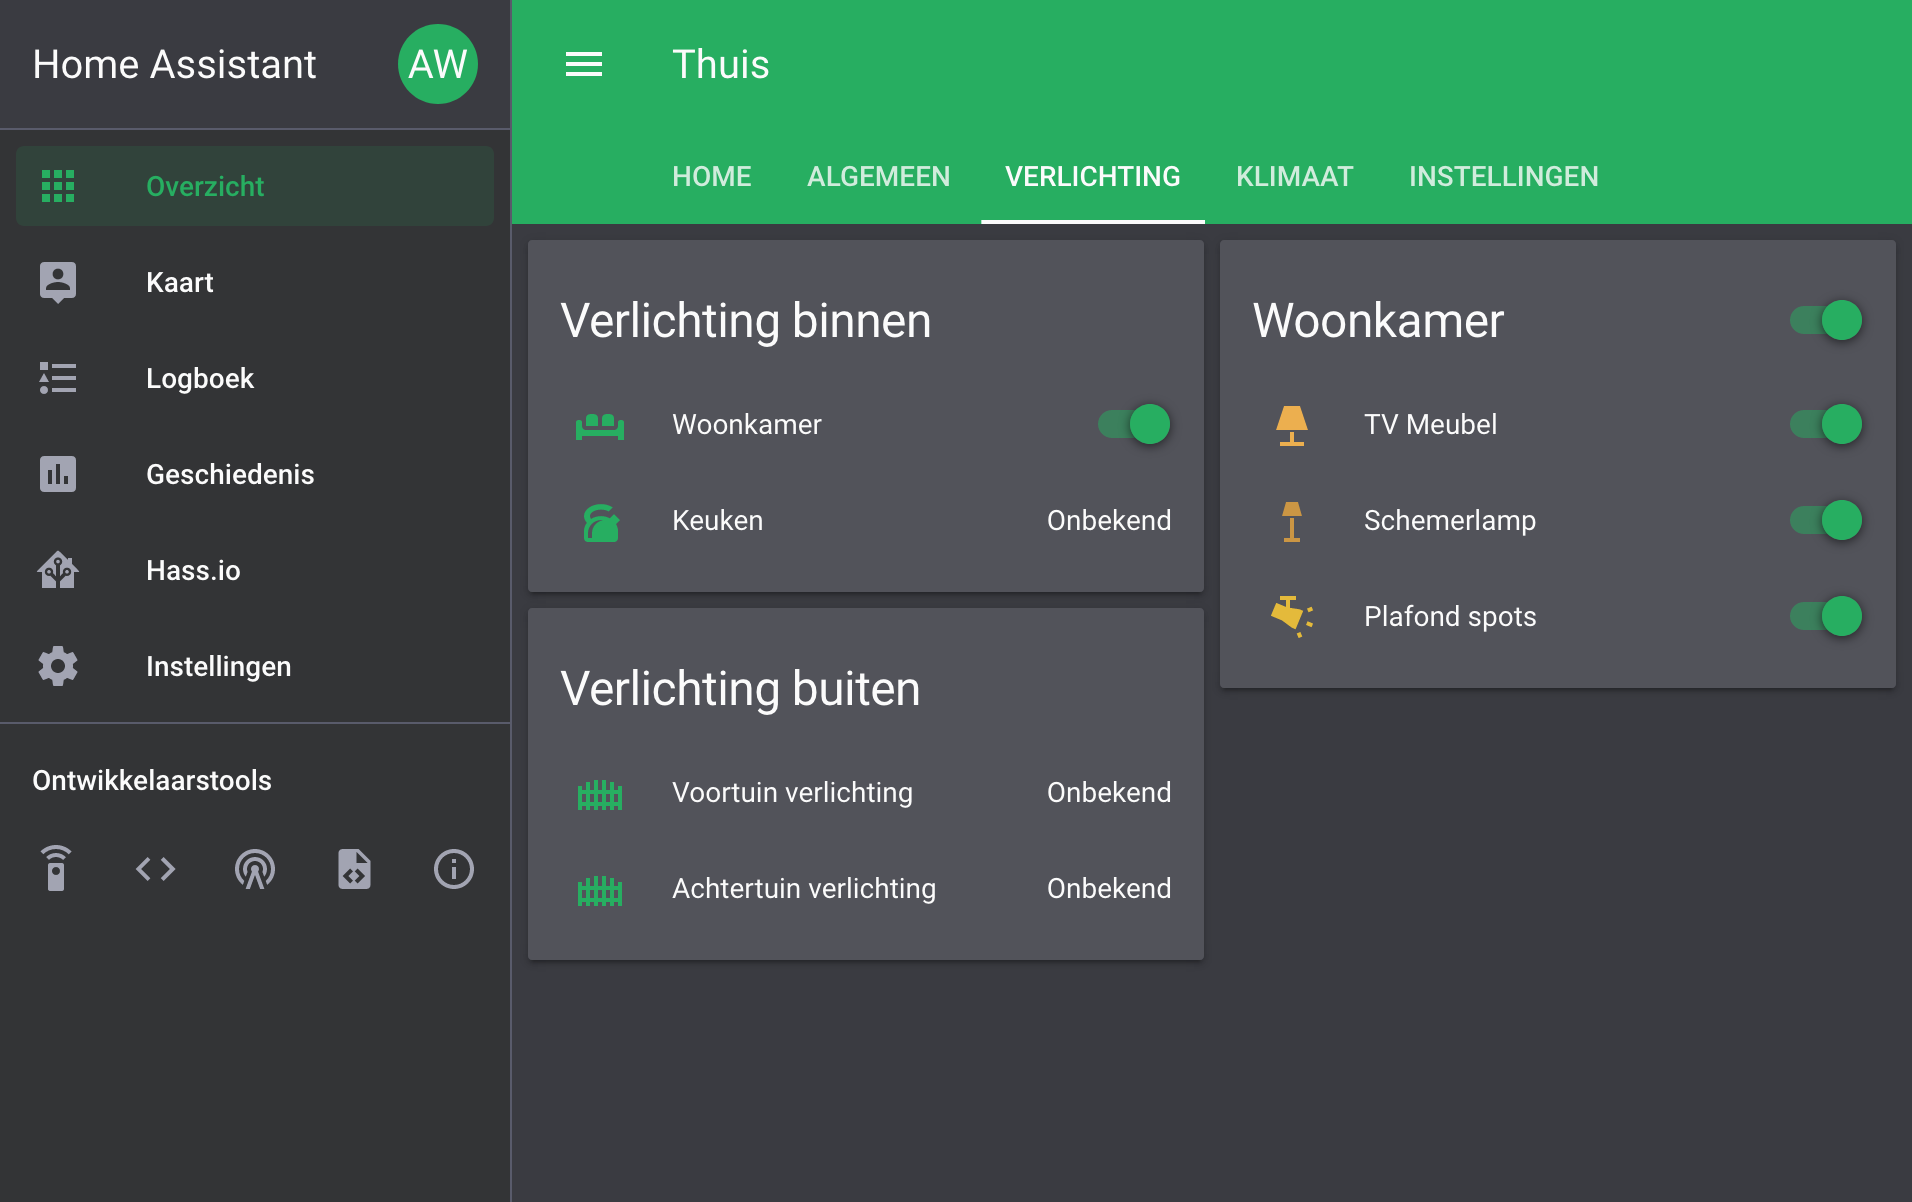 Home Assistant
AW
Overzicht
Kaart
Logboek
Geschiedenis
Hass.io
Instellingen
Ontwikkelaarstools
Thuis
HOME
ALGEMEEN
VERLICHTING
KLIMAAT
INSTELLINGEN
Verlichting binnen
Woonkamer
Keuken Onbekend
Verlichting buiten
Voortuin verlichting Onbekend
Achtertuin verlichting Onbekend
Woonkamer
TV Meubel
Schemerlamp
Plafond spots